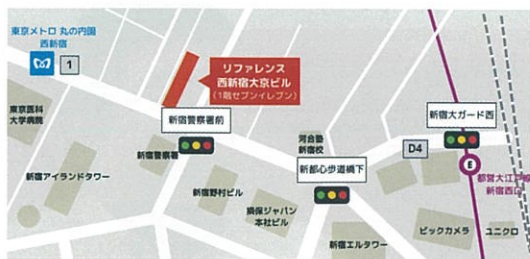 東京メトロ 丸の内線
西新宿
1
リファレンス
西新宿大京ビル
(1階セブンイレブン)
東京医科
大学病院
新宿警察署前
新宿警察署
河合塾
新宿校
新宿大ガード西
D4
E
都営大江戸線
新宿西口
新都心歩道橋下
新宿アイランドタワー
新宿野村ビル
損保ジャパン
本社ビル
新宿エルタワー
ビックカメラ
ユニクロ